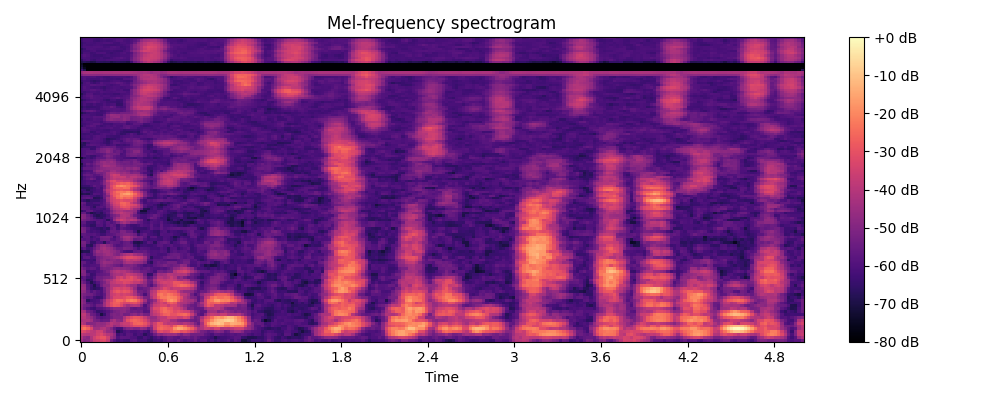 Mel-frequency spectrogram
+0 dB
4096
-10 dB
-20 dB
2048
-30 dB
Hz
1024
-40 dB
-50 dB
512
-60 dB
-70 dB
0
-80 dB
0 0.6 1.2 1.8 2.4 3 3.6 4.2 4.8
Time